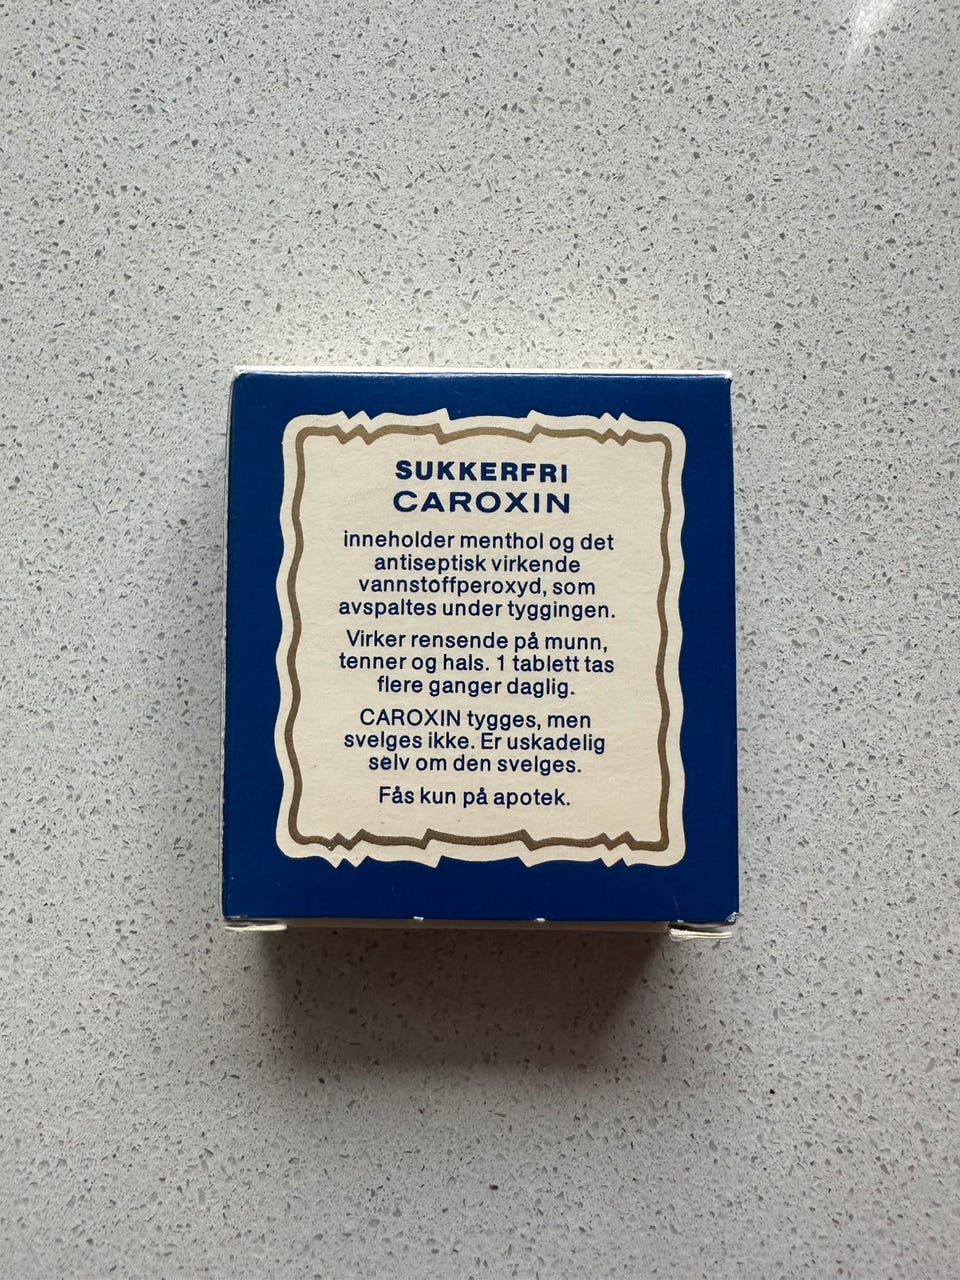 SUKKERFRI
CAROXIN
inneholder menthol og det
antiseptisk virkende
vannstoffperoxyd, som
avspaltes under tyggingen.
Virker rensende på munn,
tenner og hals. 1 tablett tas
flere ganger daglig.
CAROXIN tygges, men
svelges ikke. Er uskadelig
selv om den svelges.
Fås kun på apotek.